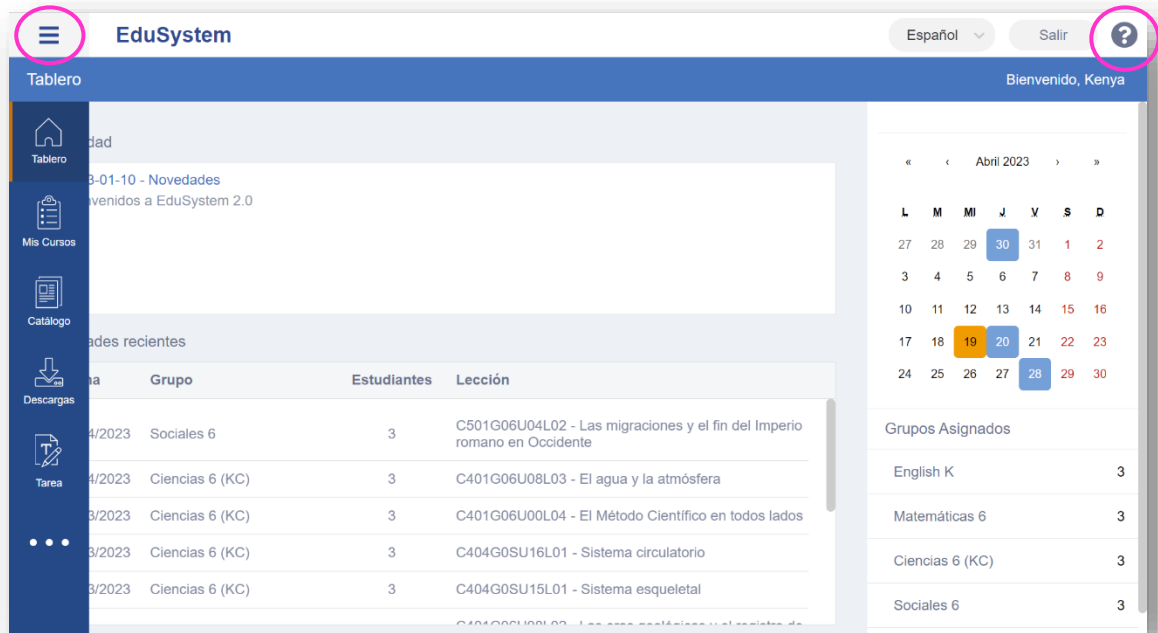 EduSystem
Español
Salir
?
Tablero
Bienvenido, Kenya
Tablero
Mis Cursos
Catálogo
Descargas
Tarea
dad
3-01-10 - Novedades
nvenidos a EduSystem 2.0
ades recientes
na Grupo Estudiantes Lección
4/2023 Sociales 6 3 C501G06U04L02 - Las migraciones y el fin del Imperio
romano en Occidente
4/2023 Ciencias 6 (KC) 3 C401G06U08L03 - El agua y la atmósfera
3/2023 Ciencias 6 (KC) 3 C401G06U00L04 - El Método Científico en todos lados
3/2023 Ciencias 6 (KC) 3 C404G0SU16L01 - Sistema circulatorio
3/2023 Ciencias 6 (KC) 3 C404G0SU15L01 - Sistema esqueletal
« ‹ Abril 2023 › »
L M MI J V S D
27 28 29 30 31 1 2
3 4 5 6 7 8 9
10 11 12 13 14 15 16
17 18 19 20 21 22 23
24 25 26 27 28 29 30
Grupos Asignados
English K 3
Matemáticas 6 3
Ciencias 6 (KC) 3
Sociales 6 3